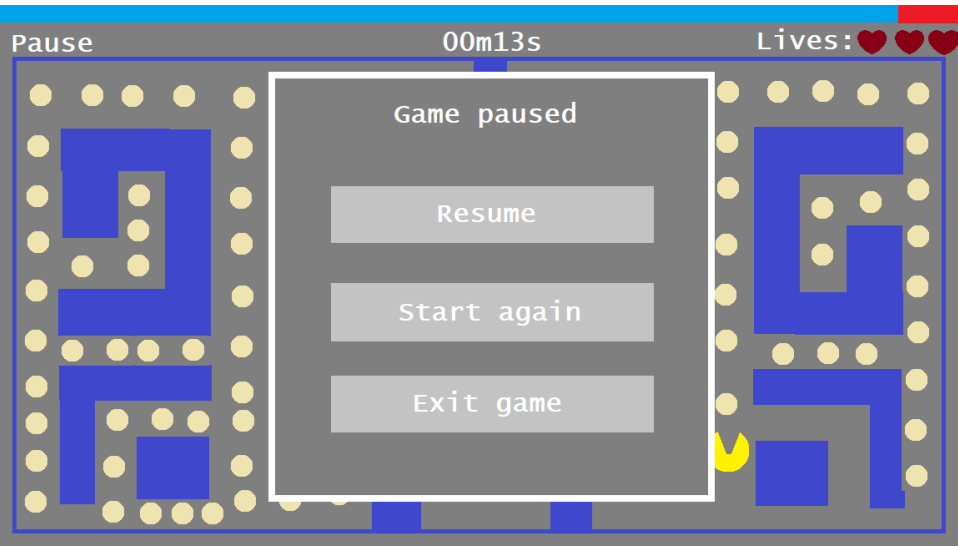 Pause 00m13s Lives:
Game paused
Resume
Start again
Exit game